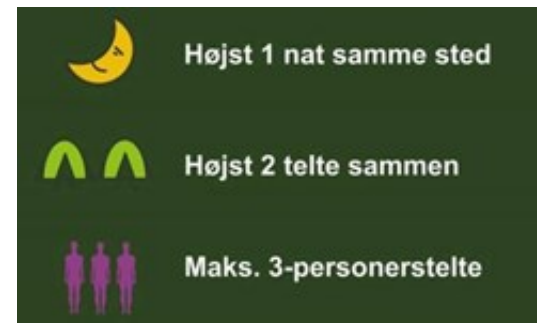 Højst 1 nat samme sted
Højst 2 telte sammen
Maks. 3-personerstelte